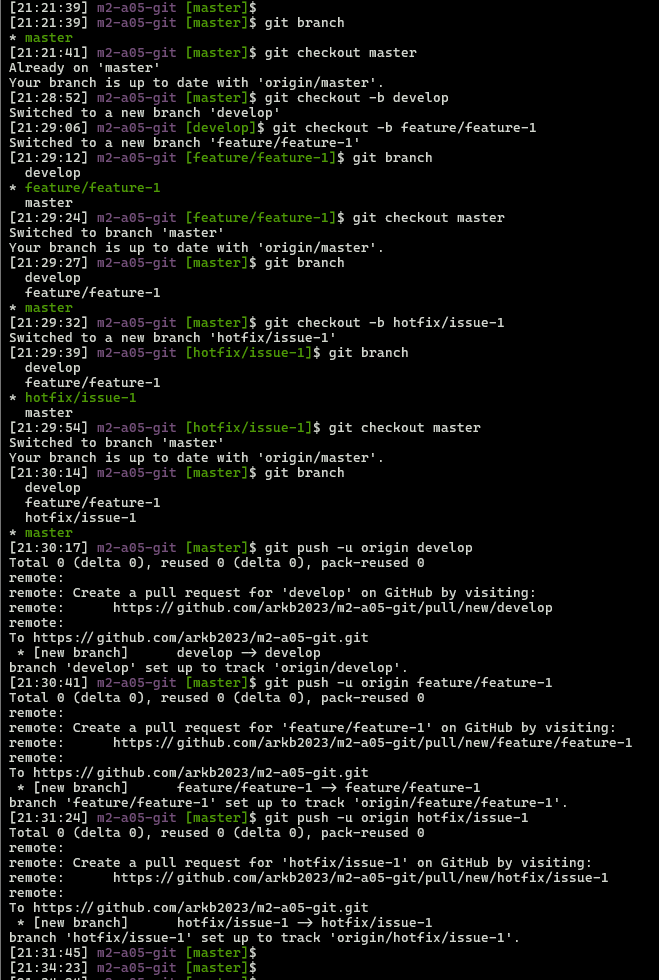 [21:21:39] m2-a05-git [master]$
[21:21:39] m2-a05-git [master]$ git branch
* master
[21:21:41] m2-a05-git [master]$ git checkout master
Already on 'master'
Your branch is up to date with 'origin/master'.
[21:28:52] m2-a05-git [master]$ git checkout -b develop
Switched to a new branch 'develop'
[21:29:06] m2-a05-git [develop]$ git checkout -b feature/feature-1
Switched to a new branch 'feature/feature-1'
[21:29:12] m2-a05-git [feature/feature-1]$ git branch
  develop
* feature/feature-1
  master
[21:29:24] m2-a05-git [feature/feature-1]$ git checkout master
Switched to branch 'master'
Your branch is up to date with 'origin/master'.
[21:29:27] m2-a05-git [master]$ git branch
  develop
  feature/feature-1
* master
[21:29:32] m2-a05-git [master]$ git checkout -b hotfix/issue-1
Switched to a new branch 'hotfix/issue-1'
[21:29:39] m2-a05-git [hotfix/issue-1]$ git branch
  develop
  feature/feature-1
* hotfix/issue-1
  master
[21:29:54] m2-a05-git [hotfix/issue-1]$ git checkout master
Switched to branch 'master'
Your branch is up to date with 'origin/master'.
[21:30:14] m2-a05-git [master]$ git branch
  develop
  feature/feature-1
  hotfix/issue-1
* master
[21:30:17] m2-a05-git [master]$ git push -u origin develop
Total 0 (delta 0), reused 0 (delta 0), pack-reused 0
remote:
remote: Create a pull request for 'develop' on GitHub by visiting:
remote:      https://github.com/arkb2023/m2-a05-git/pull/new/develop
remote:
To https://github.com/arkb2023/m2-a05-git.git
 * [new branch]      develop -> develop
branch 'develop' set up to track 'origin/develop'.
[21:30:41] m2-a05-git [master]$ git push -u origin feature/feature-1
Total 0 (delta 0), reused 0 (delta 0), pack-reused 0
remote:
remote: Create a pull request for 'feature/feature-1' on GitHub by visiting:
remote:      https://github.com/arkb2023/m2-a05-git/pull/new/feature/feature-1
remote:
To https://github.com/arkb2023/m2-a05-git.git
 * [new branch]      feature/feature-1 -> feature/feature-1
branch 'feature/feature-1' set up to track 'origin/feature/feature-1'.
[21:31:24] m2-a05-git [master]$ git push -u origin hotfix/issue-1
Total 0 (delta 0), reused 0 (delta 0), pack-reused 0
remote:
remote: Create a pull request for 'hotfix/issue-1' on GitHub by visiting:
remote:      https://github.com/arkb2023/m2-a05-git/pull/new/hotfix/issue-1
remote:
To https://github.com/arkb2023/m2-a05-git.git
 * [new branch]      hotfix/issue-1 -> hotfix/issue-1
branch 'hotfix/issue-1' set up to track 'origin/hotfix/issue-1'.
[21:31:45] m2-a05-git [master]$
[21:34:23] m2-a05-git [master]$